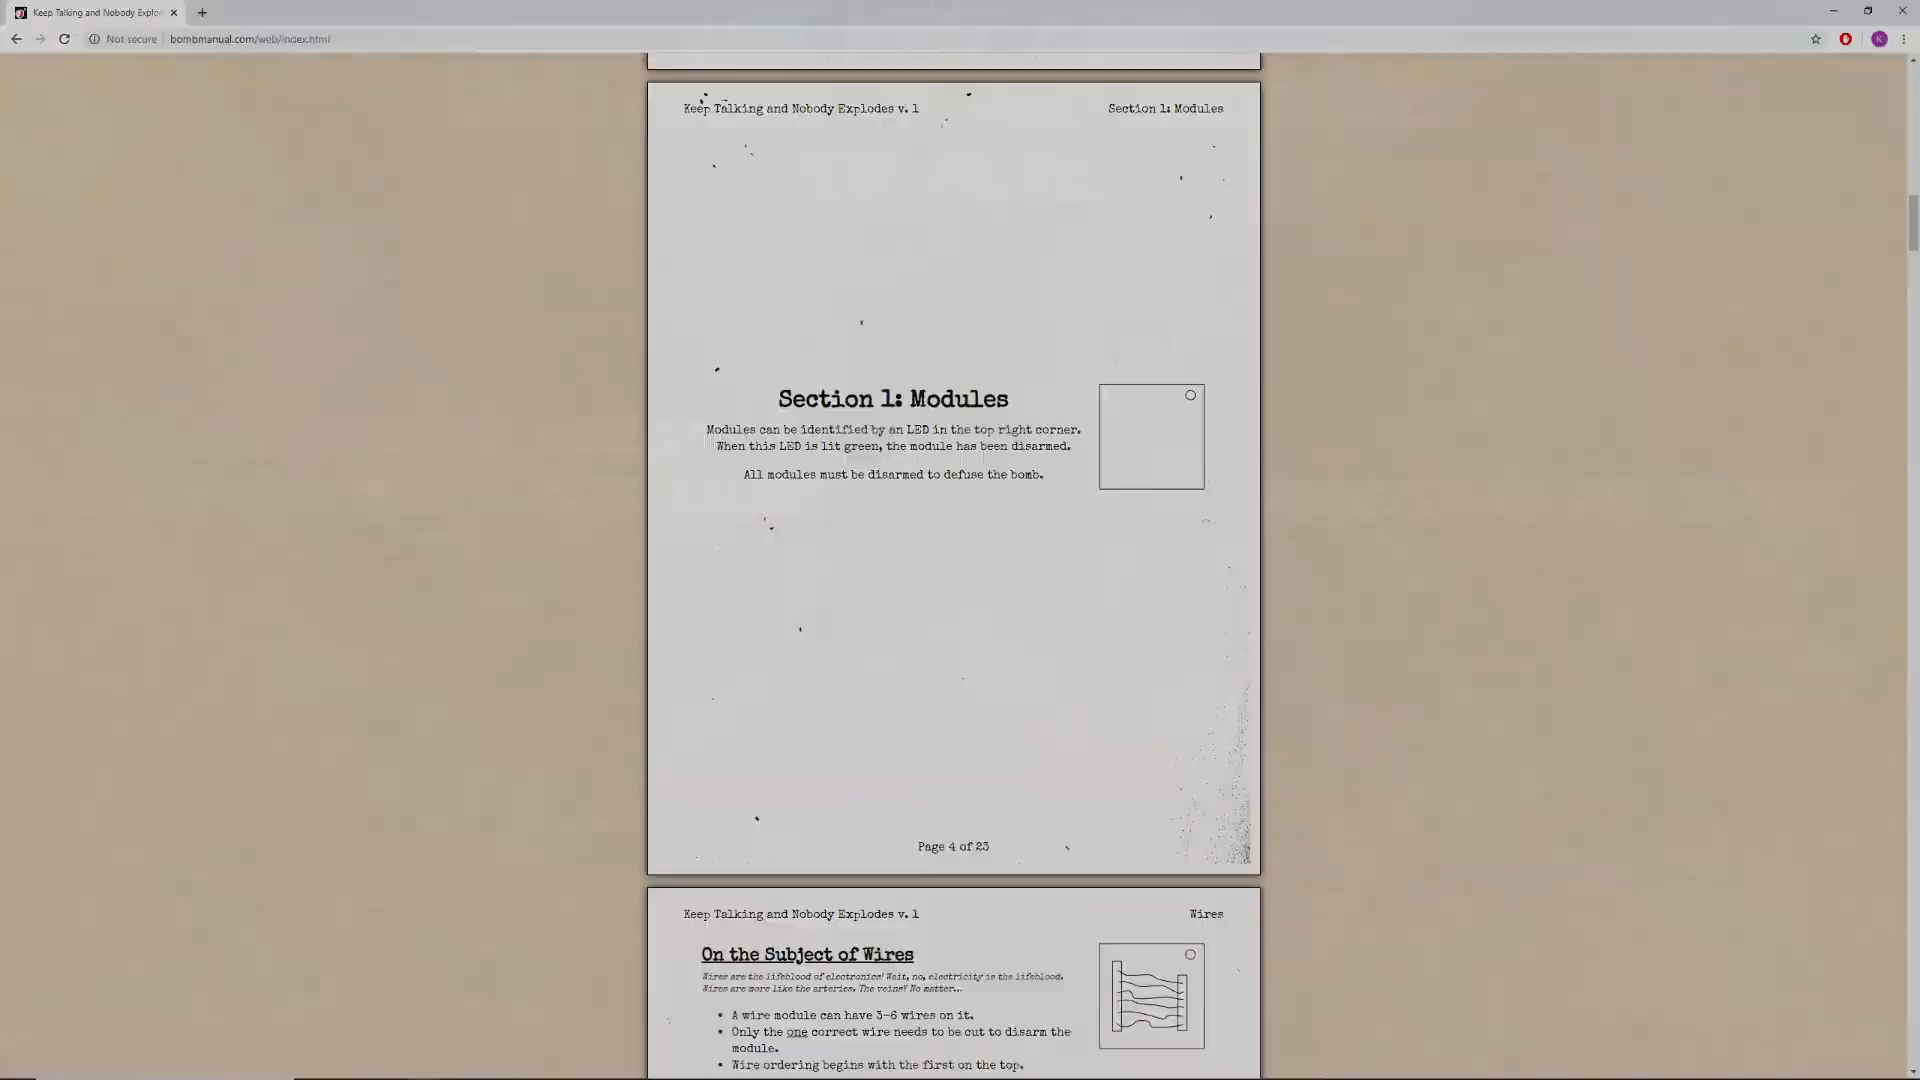 Keep Talking and Nobody Explo
Not secure
bombmanual.com/web/index.html
K
Keep Talking and Nobody Explodes v. 1
Section 1: Modules
Section 1: Modules
Modules can be identified by an LED in the top right corner.
When this LED is lit green, the module has been disarmed.
All modules must be disarmed to defuse the bomb.
Page 4 of 23
Keep Talking and Nobody Explodes v. 1
Wires
On the Subject of Wires
Wires are the lifeblood of electronics! Wait, no, electricity is the lifeblood.
Wires are more like the arteries. The veins? No matter...
• A wire module can have 3-6 wires on it.
• Only the one correct wire needs to be cut to disarm the
module.
• Wire ordering begins with the first on the top.